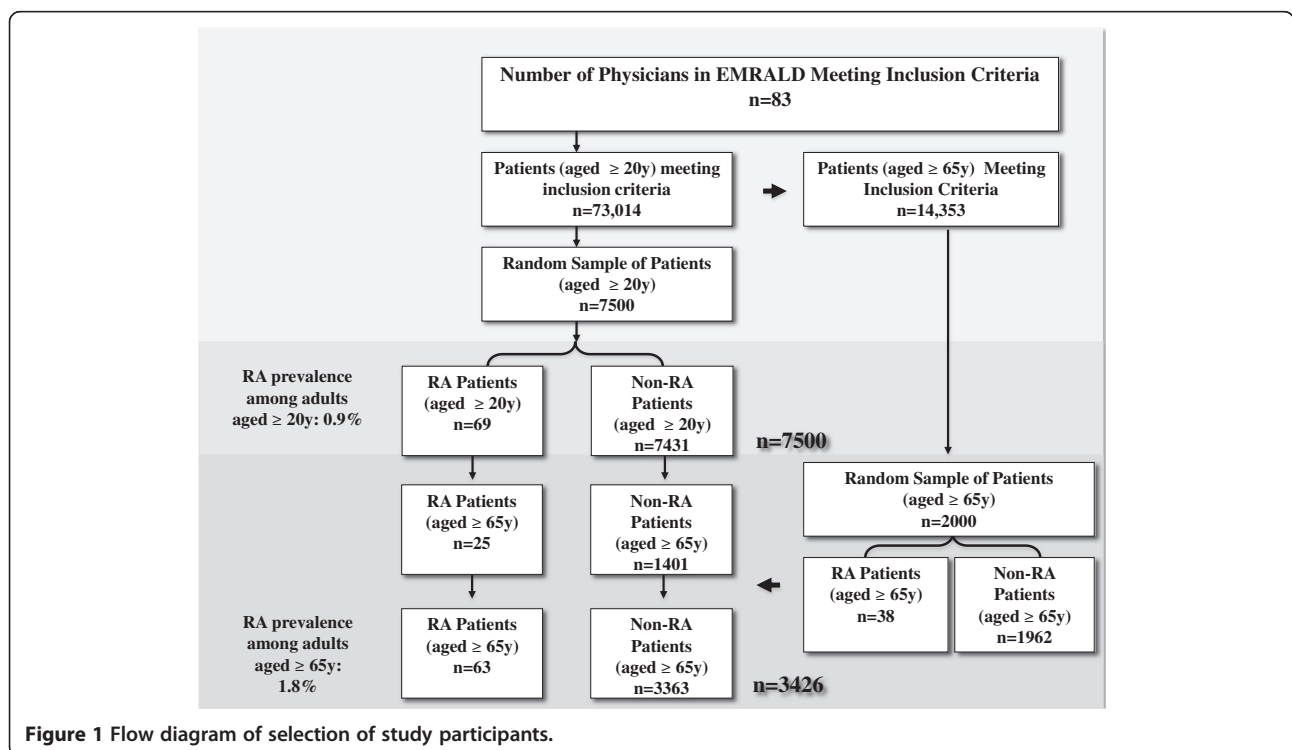 Number of Physicians in EMRALD Meeting Inclusion Criteria
n=83
Patients (aged ≥ 20y) meeting
inclusion criteria
n=73,014
Patients (aged ≥ 65y) Meeting
Inclusion Criteria
n=14,353
Random Sample of Patients
(aged ≥ 20y)
n=7500
RA prevalence
among adults
aged ≥ 20y: 0.9%
RA Patients
(aged ≥ 20y)
n=69
Non-RA
Patients
(aged ≥ 20y)
n=7431
n=7500
RA Patients
(aged ≥ 65y)
n=25
Non-RA
Patients
(aged ≥ 65y)
n=1401
Random Sample of Patients
(aged ≥ 65y)
n=2000
RA Patients
(aged ≥ 65y)
n=38
Non-RA
Patients
(aged ≥ 65y)
n=1962
RA prevalence
among adults
aged ≥ 65y:
1.8%
RA Patients
(aged ≥ 65y)
n=63
Non-RA
Patients
(aged ≥ 65y)
n=3363
n=3426
Figure 1 Flow diagram of selection of study participants.